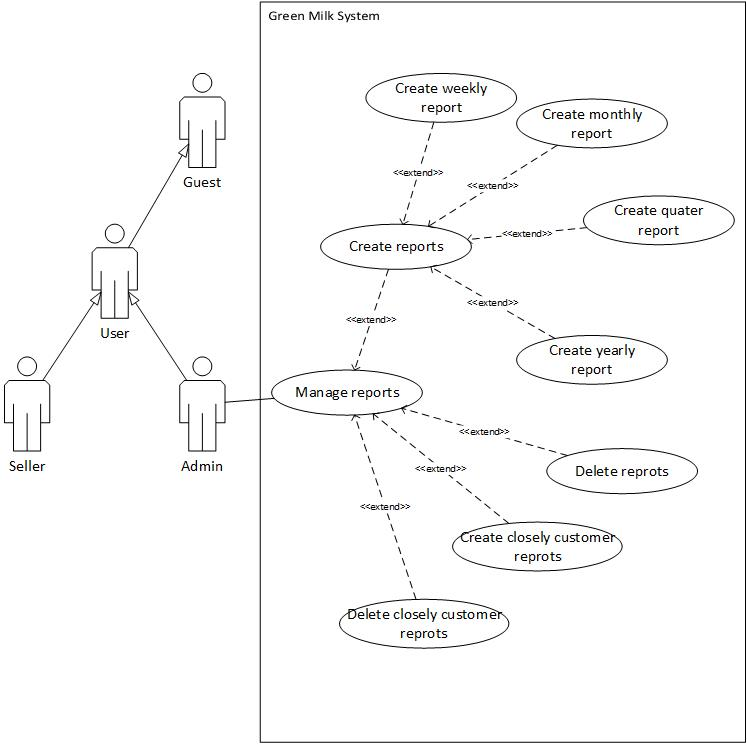 Green Milk System
Create weekly
report
Create monthly
report
<<extend>>
<<extend>>
Guest
Create quater
report
<<extend>>
Create reports
<<extend>>
<<extend>>
User
Create yearly
report
Manage reports
<<extend>>
Seller
Admin
<<extend>>
Delete reprots
<<extend>>
Create closely customer
reprots
Delete closely customer
reprots